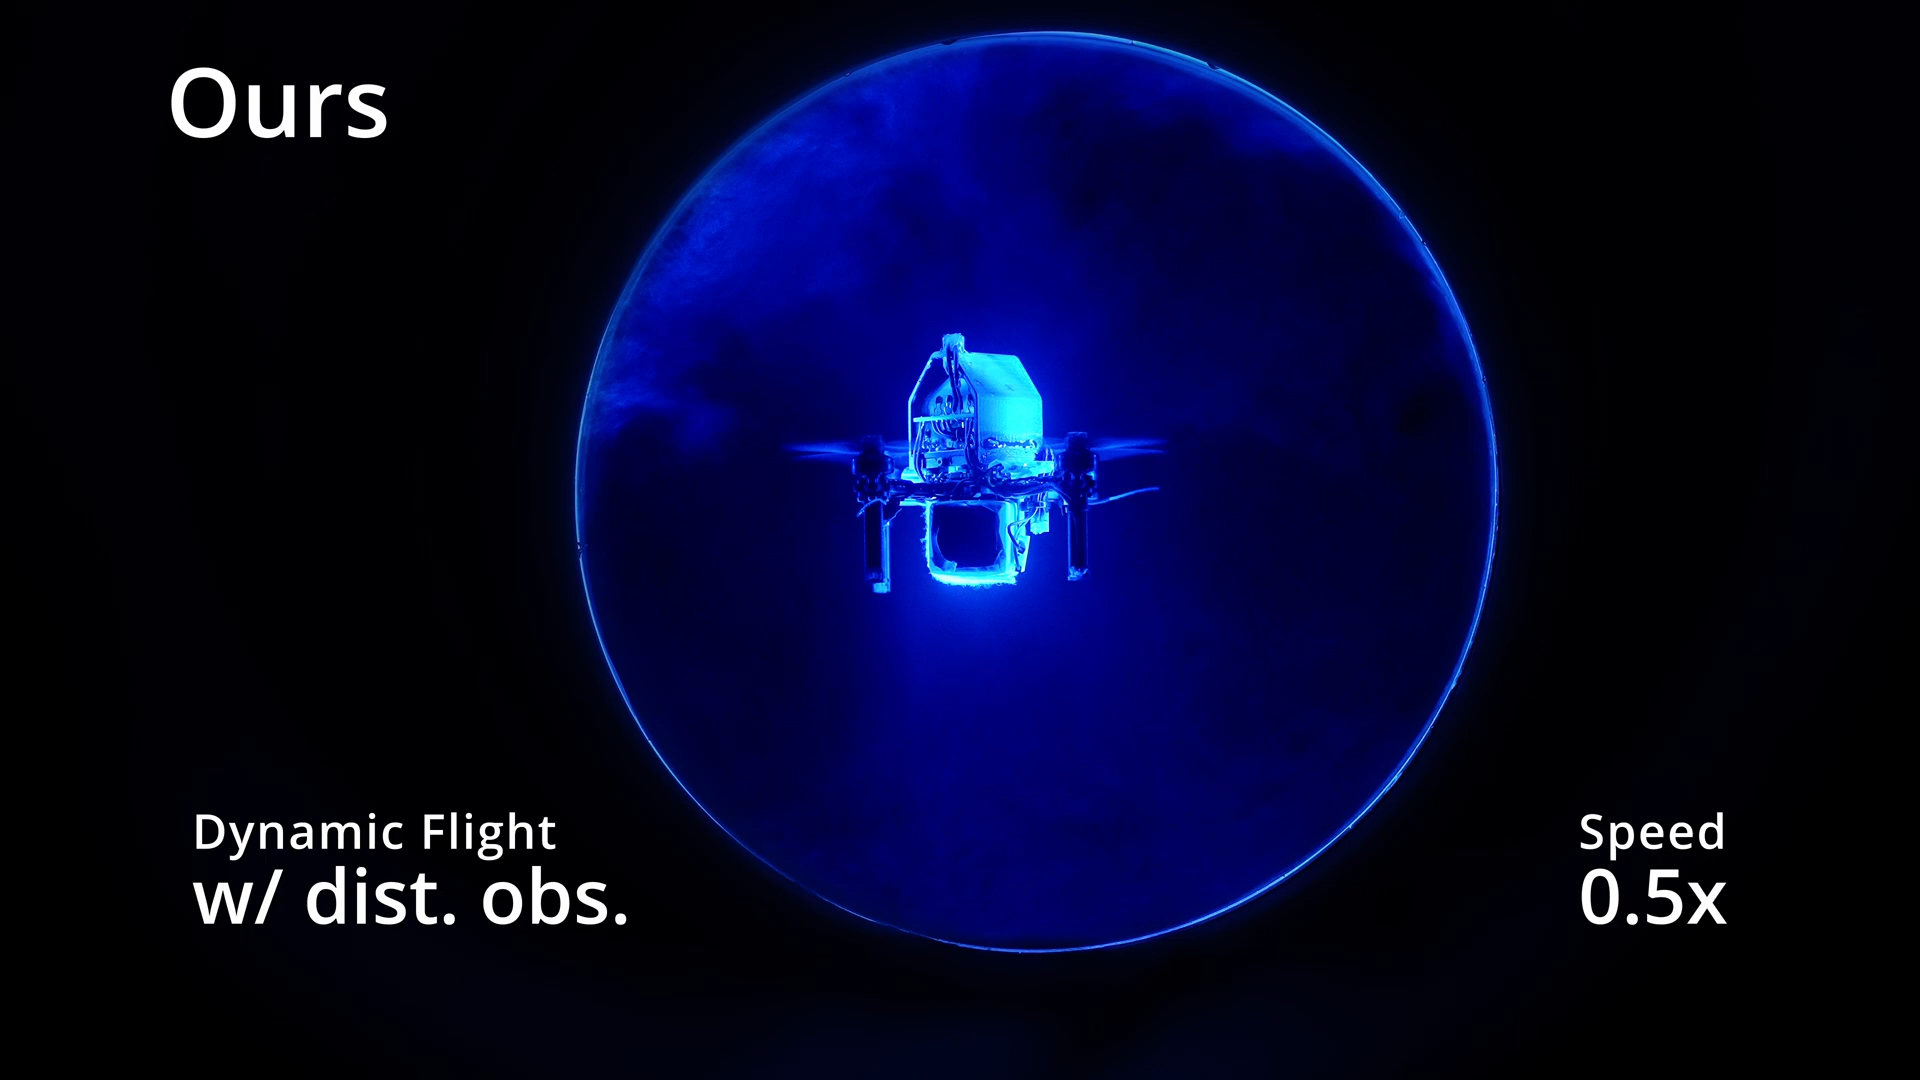 Ours
Dynamic Flight
w/ dist. obs.
Speed
0.5x